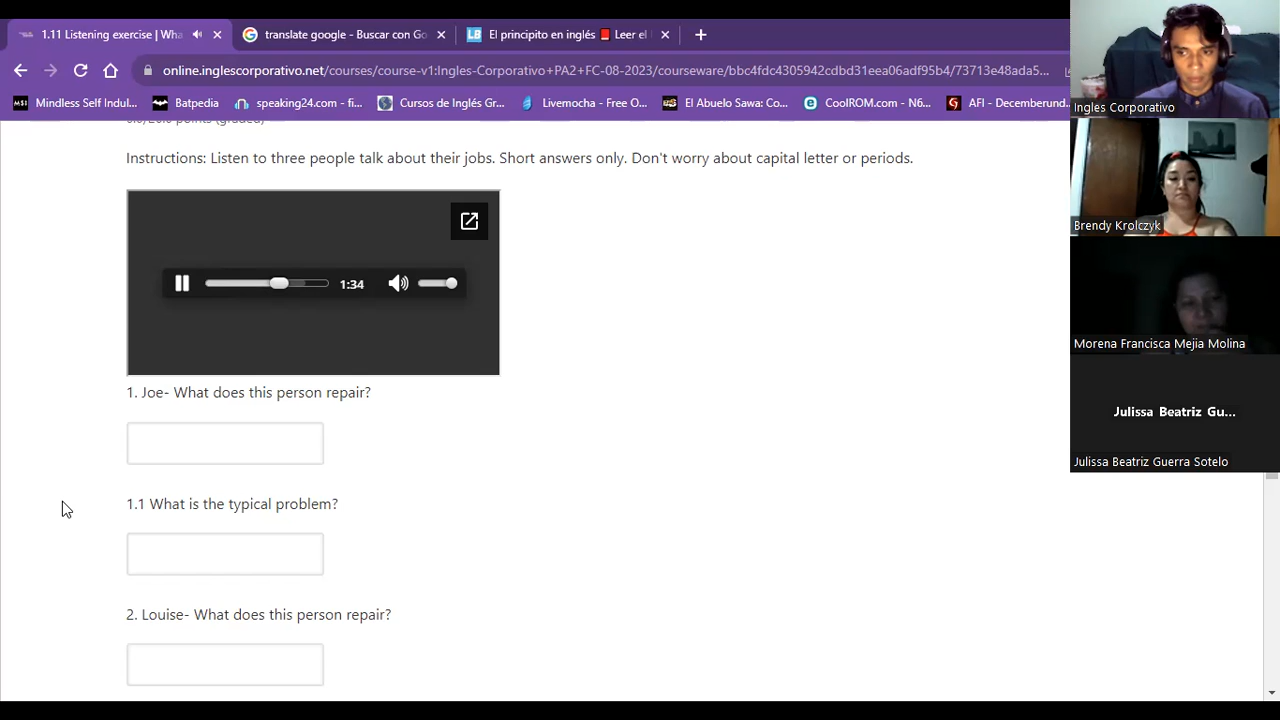 1.11 Listening exercise | Wha
translate google - Buscar con Go
El principito en inglés 📕 Leer el
online.inglescorporativo.net/courses/course-v1:Ingles-Corporativo+PA2+FC-08-2023/courseware/bbc4fdc4305942cdbd31eea06adf95b4/73713e48ada5...
Mindless Self Indul...
Batpedia
speaking24.com - fi...
Cursos de Inglés Gr...
Livemocha - Free O...
El Abuelo Sawa: Co...
CoolROM.com - N6...
AFI - Decemberund...
points (graded)
Instructions: Listen to three people talk about their jobs. Short answers only. Don't worry about capital letter or periods.
1:34
1. Joe- What does this person repair?
1.1 What is the typical problem?
2. Louise- What does this person repair?
Ingles Corporativo
Brendy Krolczyk
Morena Francisca Mejia Molina
Julissa Beatriz Gu...
Julissa Beatriz Guerra Sotelo